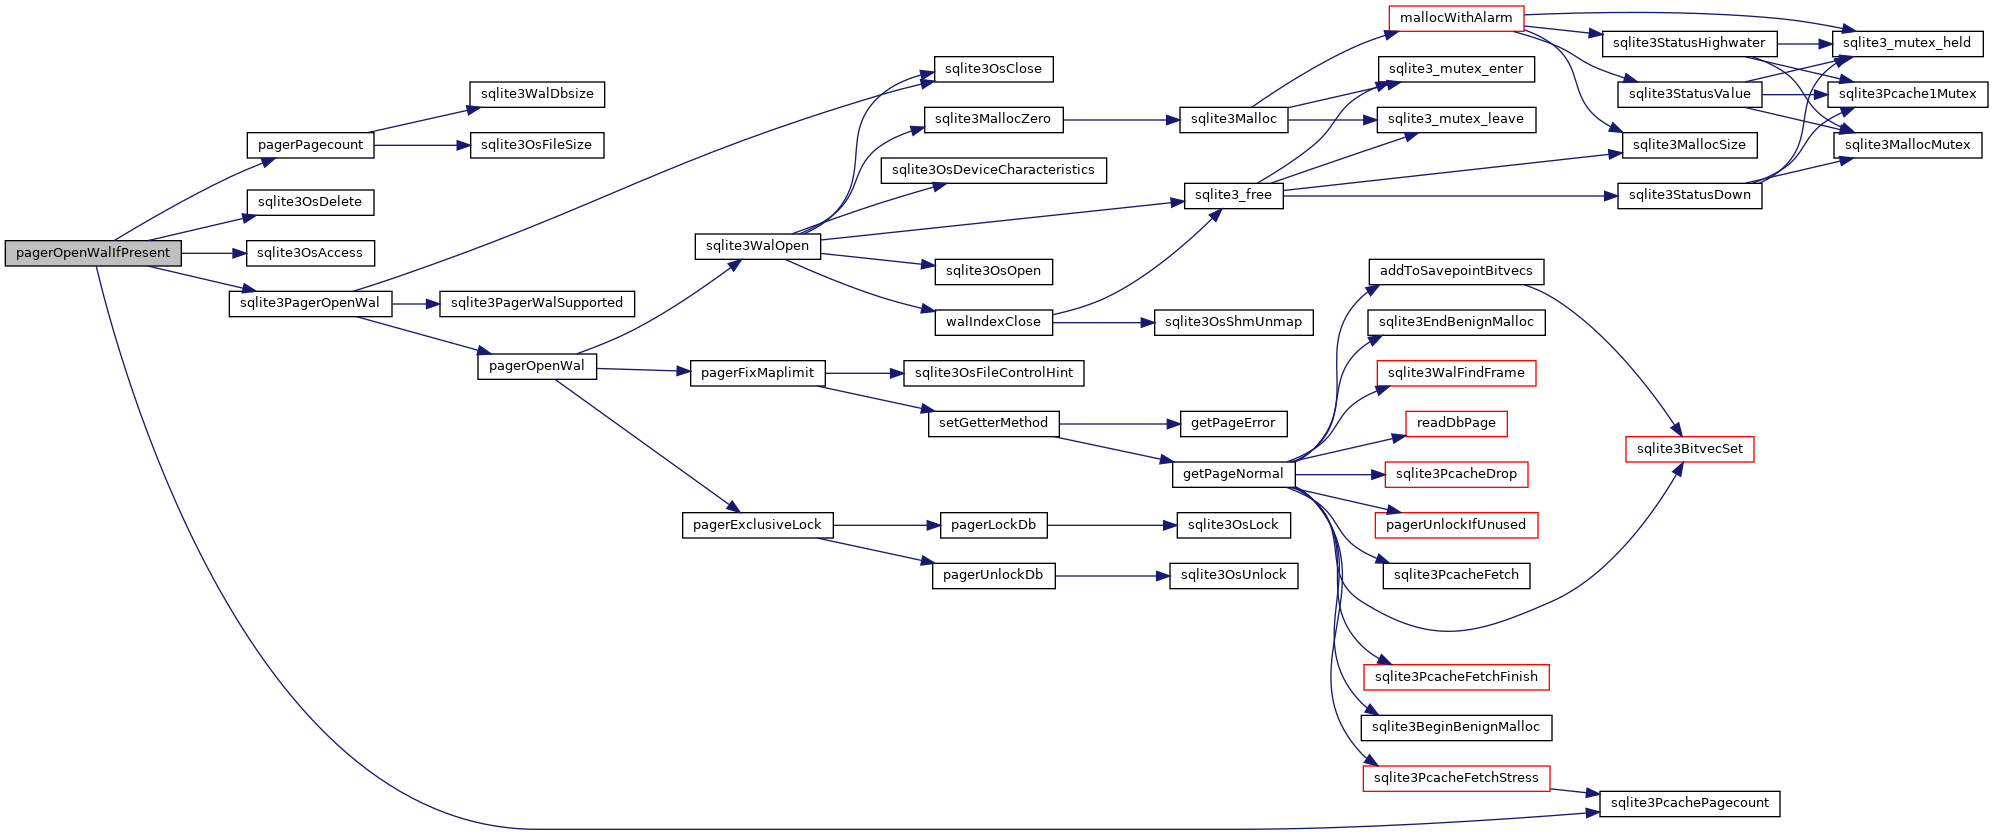 pagerOpenWalIfPresent
pagerPagecount
sqlite3OsDelete
sqlite3OsAccess
sqlite3PagerOpenWal
sqlite3WalDbsize
sqlite3OsFileSize
sqlite3PagerWalSupported
pagerOpenWal
sqlite3WalOpen
pagerFixMaplimit
pagerExclusiveLock
sqlite3OsClose
sqlite3MallocZero
sqlite3OsDeviceCharacteristics
sqlite3OsOpen
walIndexClose
sqlite3OsFileControlHint
setGetterMethod
pagerLockDb
pagerUnlockDb
sqlite3Malloc
sqlite3_free
sqlite3OsShmUnmap
getPageError
getPageNormal
sqlite3OsLock
sqlite3OsUnlock
mallocWithAlarm
sqlite3_mutex_enter
sqlite3_mutex_leave
addToSavepointBitvecs
sqlite3EndBenignMalloc
sqlite3WalFindFrame
readDbPage
sqlite3PcacheDrop
pagerUnlockIfUnused
sqlite3PcacheFetch
sqlite3PcacheFetchFinish
sqlite3BeginBenignMalloc
sqlite3PcacheFetchStress
sqlite3StatusHighwater
sqlite3StatusValue
sqlite3MallocSize
sqlite3StatusDown
sqlite3BitvecSet
sqlite3PcachePagecount
sqlite3_mutex_held
sqlite3Pcache1Mutex
sqlite3MallocMutex